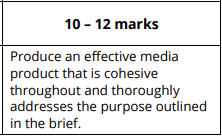 10 – 12 marks
Produce an effective media
product that is cohesive
throughout and thoroughly
addresses the purpose outlined
in the brief.